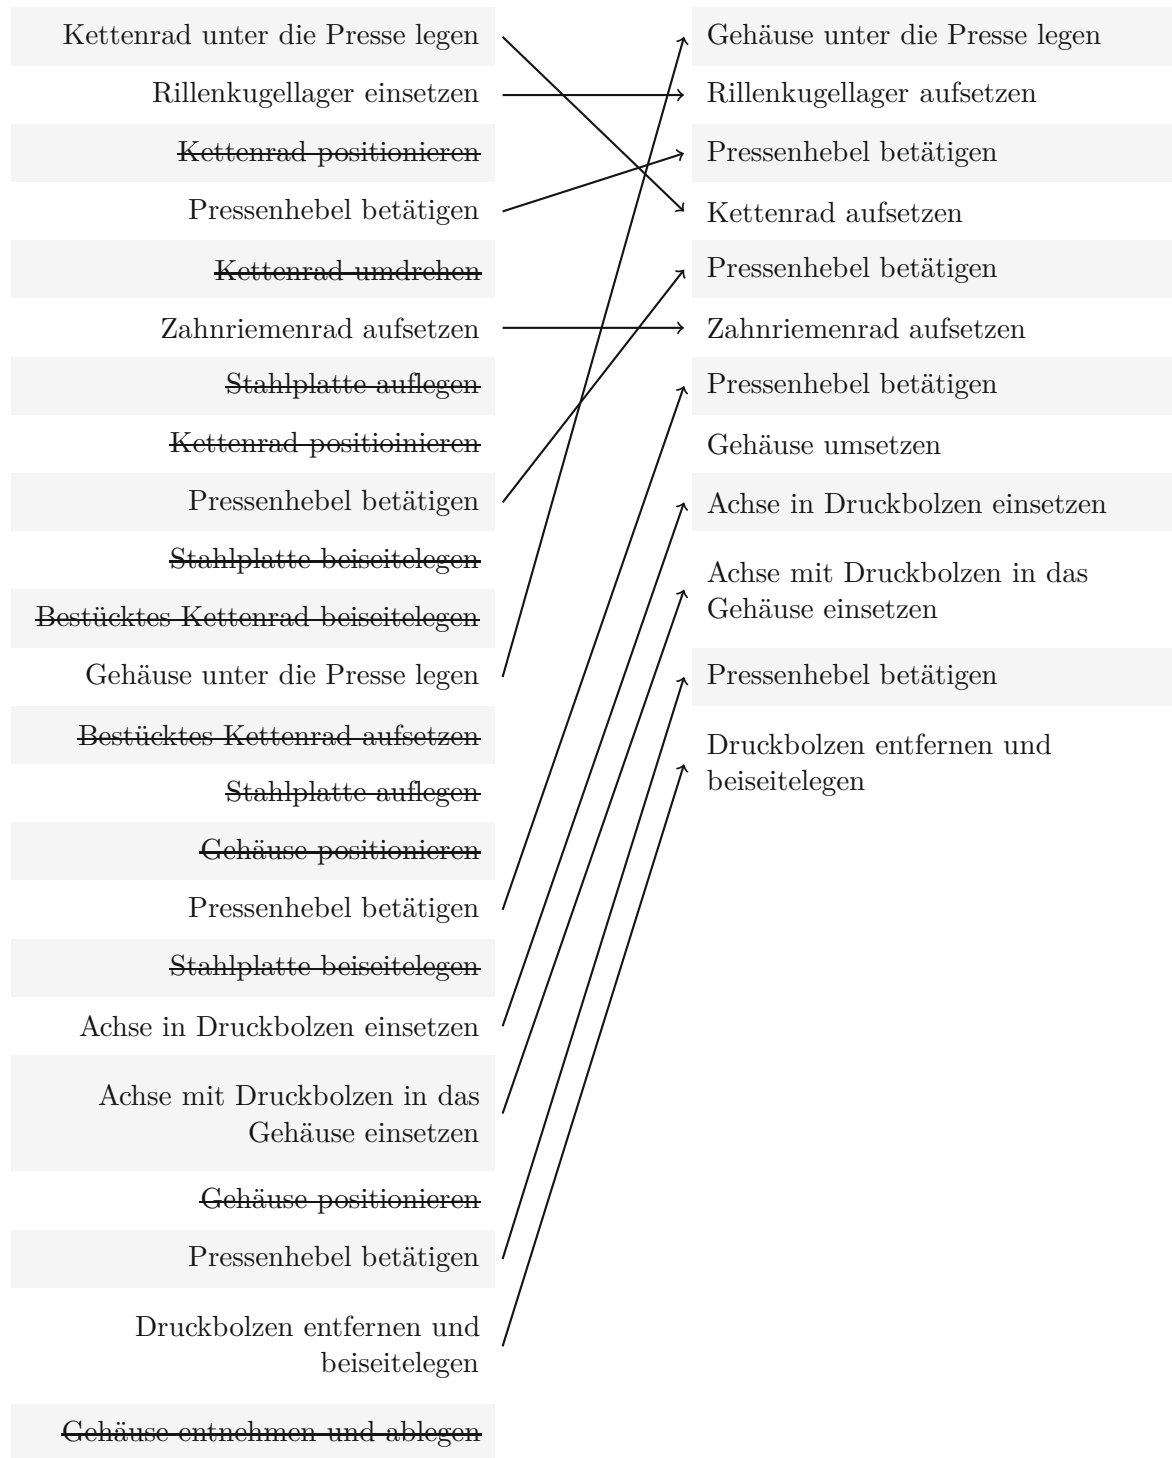 Kettenrad unter die Presse legen
Rillenkugellager einsetzen
Kettenrad positionieren
Pressenhebel betätigen
Kettenrad umdrehen
Zahnriemenrad aufsetzen
Stahlplatte auflegen
Kettenrad positioinieren
Pressenhebel betätigen
Stahlplatte beiseitelegen
Bestücktes Kettenrad beiseitelegen
Gehäuse unter die Presse legen
Bestücktes Kettenrad aufsetzen
Stahlplatte auflegen
Gehäuse positionieren
Pressenhebel betätigen
Stahlplatte beiseitelegen
Achse in Druckbolzen einsetzen
Achse mit Druckbolzen in das
Gehäuse einsetzen
Gehäuse positionieren
Pressenhebel betätigen
Druckbolzen entfernen und
beiseitelegen
Gehäuse entnehmen und ablegen
Gehäuse unter die Presse legen
Rillenkugellager aufsetzen
Pressenhebel betätigen
Kettenrad aufsetzen
Pressenhebel betätigen
Zahnriemenrad aufsetzen
Pressenhebel betätigen
Gehäuse umsetzen
Achse in Druckbolzen einsetzen
Achse mit Druckbolzen in das
Gehäuse einsetzen
Pressenhebel betätigen
Druckbolzen entfernen und
beiseitelegen